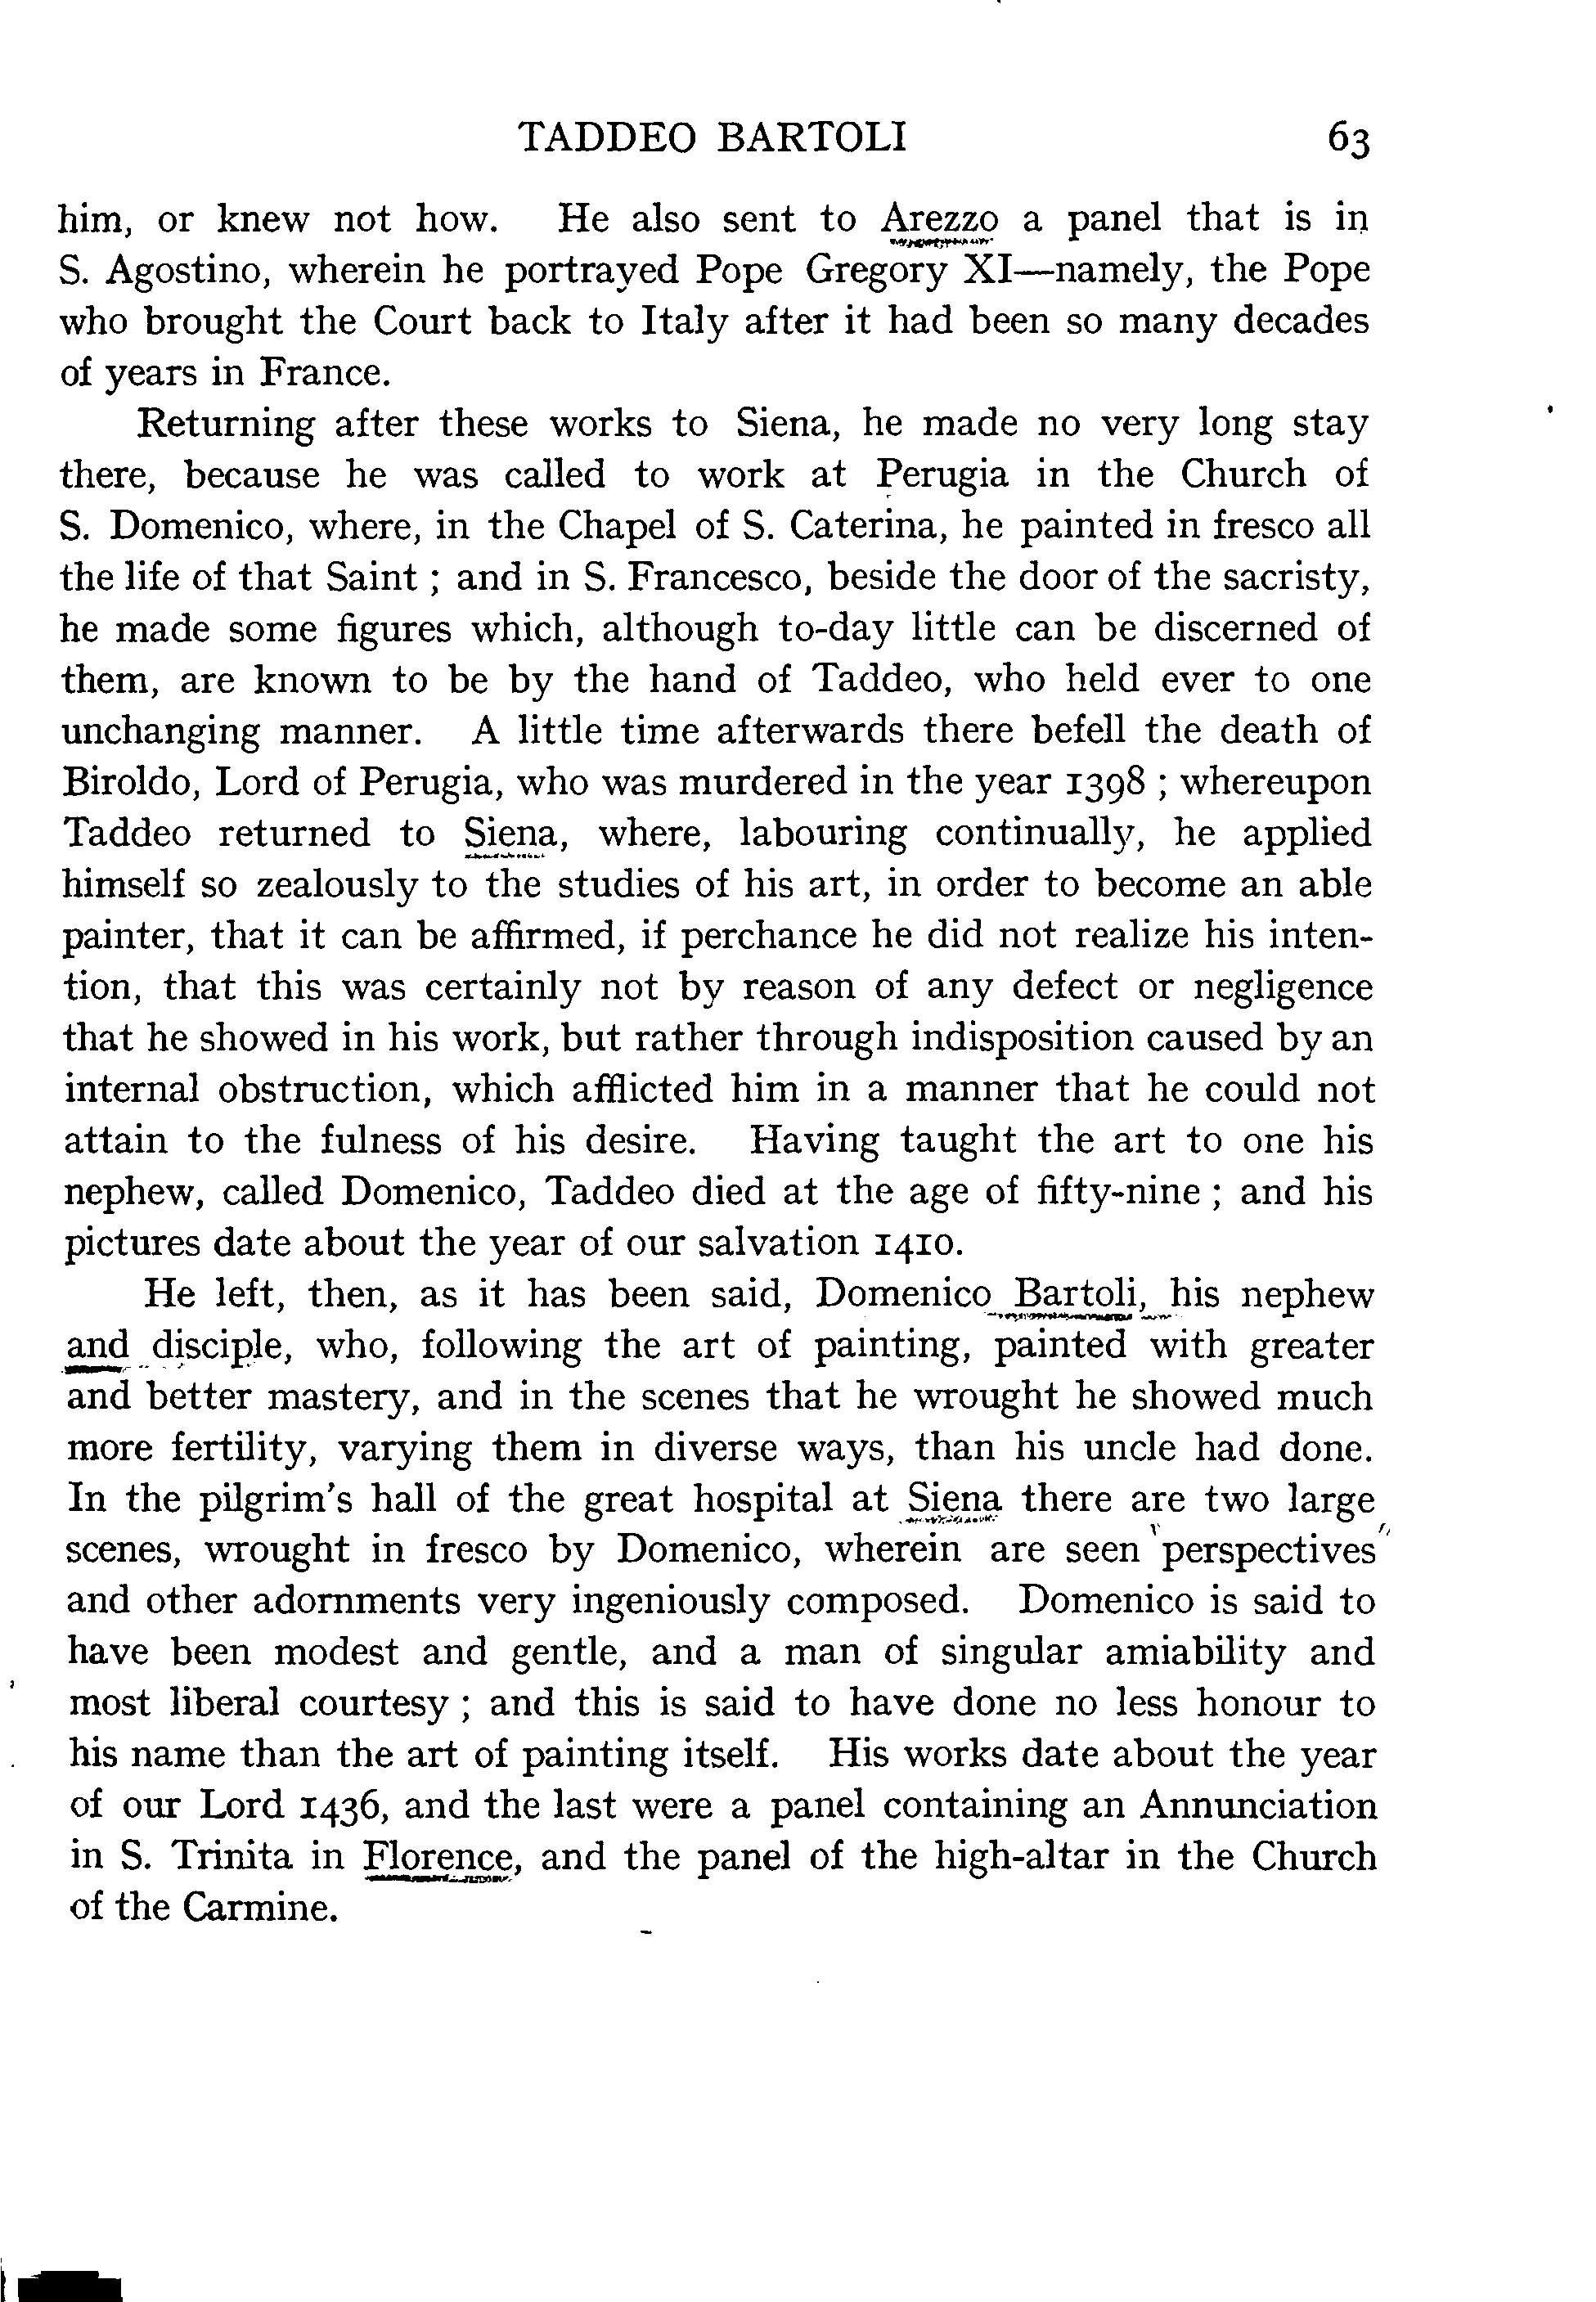 TADDEO BARTOLI 63
him, or knew not how. He also sent to Arezzo a panel that is in
S. Agostino, wherein he portrayed Pope Gregory XI—namely, the Pope
who brought the Court back to Italy after it had been so many decades
of years in France.
Returning after these works to Siena, he made no very long stay
there, because he was called to work at Perugia in the Church of
S. Domenico, where, in the Chapel of S. Caterina, he painted in fresco all
the life of that Saint ; and in S. Francesco, beside the door of the sacristy,
he made some figures which, although to-day little can be discerned of
them, are known to be by the hand of Taddeo, who held ever to one
unchanging manner. A little time afterwards there befell the death of
Biroldo, Lord of Perugia, who was murdered in the year 1398 ; whereupon
Taddeo returned to Siena, where, labouring continually, he applied
himself so zealously to the studies of his art, in order to become an able
painter, that it can be affirmed, if perchance he did not realize his inten-
tion, that this was certainly not by reason of any defect or negligence
that he showed in his work, but rather through indisposition caused by an
internal obstruction, which afflicted him in a manner that he could not
attain to the fulness of his desire. Having taught the art to one his
nephew, called Domenico, Taddeo died at the age of fifty-nine ; and his
pictures date about the year of our salvation 1410.
He left, then, as it has been said, Domenico Bartoli, his nephew
and disciple, who, following the art of painting, painted with greater
and better mastery, and in the scenes that he wrought he showed much
more fertility, varying them in diverse ways, than his uncle had done.
In the pilgrim's hall of the great hospital at Siena there are two large
scenes, wrought in fresco by Domenico, wherein are seen "perspectives"
and other adornments very ingeniously composed. Domenico is said to
have been modest and gentle, and a man of singular amiability and
most liberal courtesy ; and this is said to have done no less honour to
his name than the art of painting itself. His works date about the year
of our Lord 1436, and the last were a panel containing an Annunciation
in S. Trinita in Florence, and the panel of the high-altar in the Church
of the Carmine.